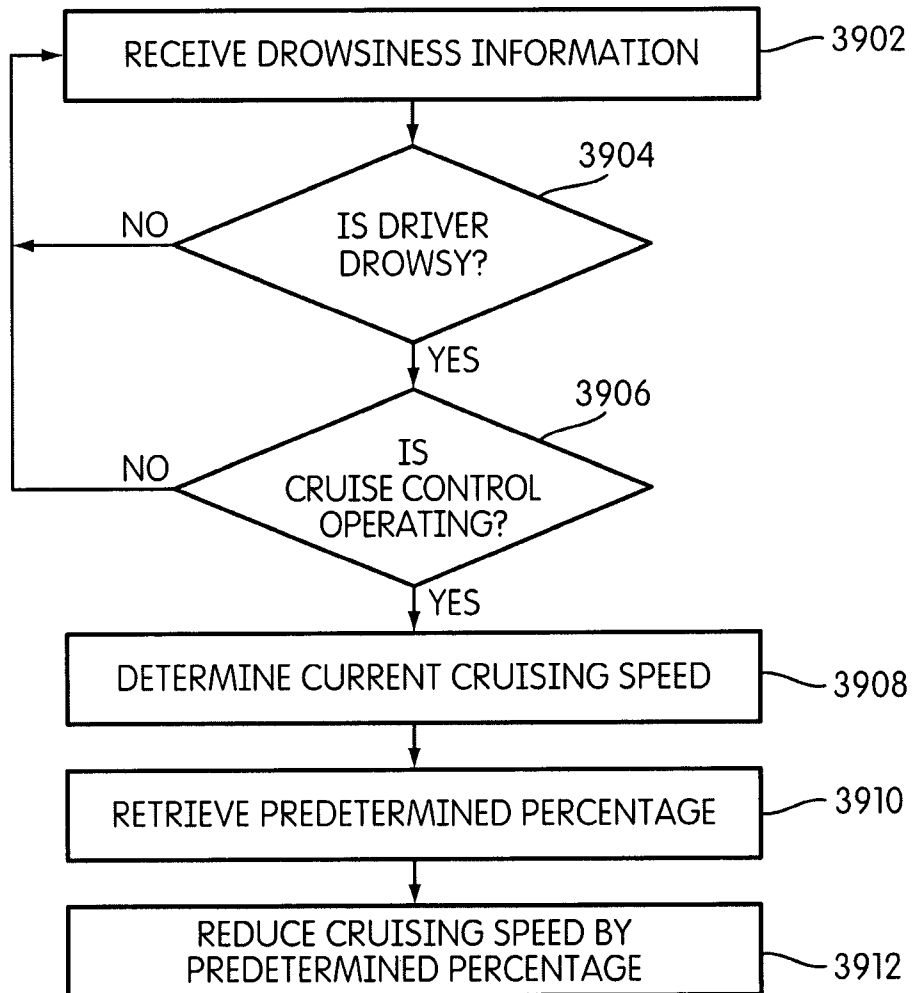 RECEIVE DROWSINESS INFORMATION
3902
3904
IS DRIVER
DROWSY?
NO
YES
3906
IS
CRUISE CONTROL
OPERATING?
NO
YES
DETERMINE CURRENT CRUISING SPEED
3908
RETRIEVE PREDETERMINED PERCENTAGE
3910
REDUCE CRUISING SPEED BY
PREDETERMINED PERCENTAGE
3912